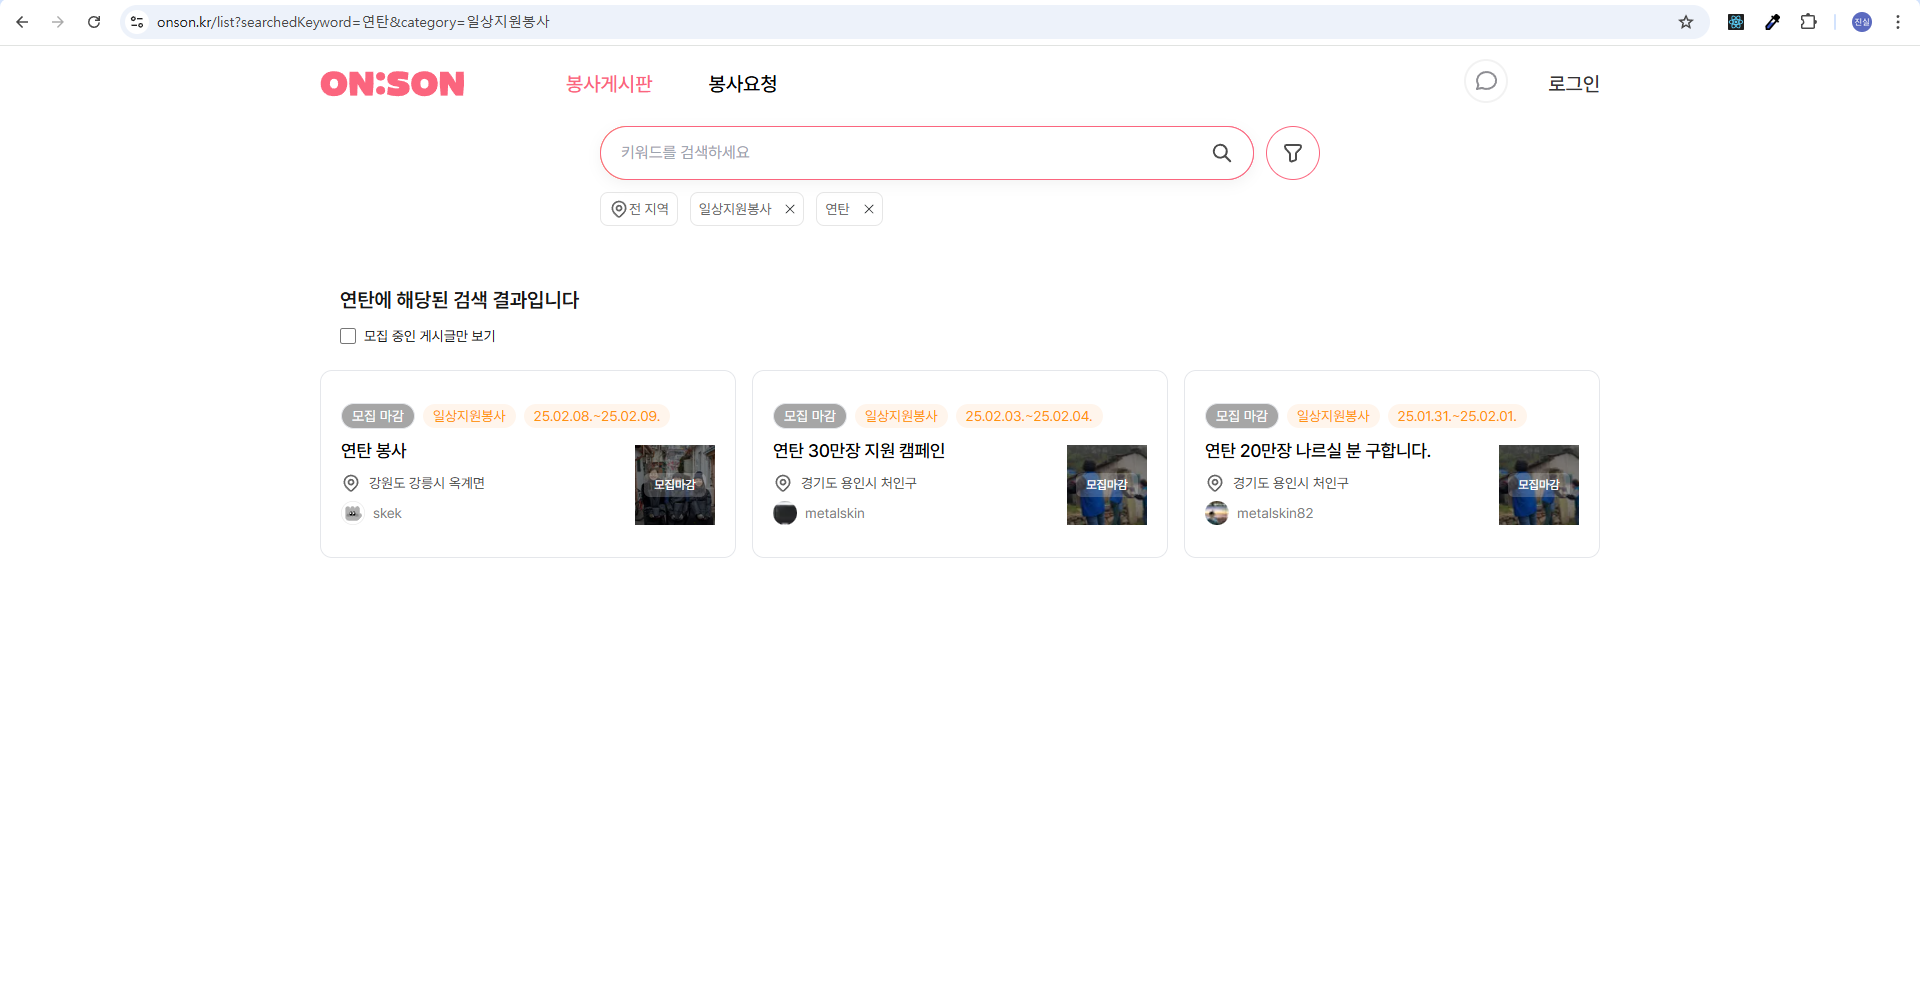 onson.kr/list?searchedKeyword=연탄&category=일상지원봉사
진실
ON:SON
봉사게시판
봉사요청
로그인
키워드를 검색하세요
전 지역
일상지원봉사
연탄
연탄에 해당된 검색 결과입니다
모집 중인 게시글만 보기
모집 마감 일상지원봉사 25.02.08.~25.02.09.
연탄 봉사
강원도 강릉시 옥계면
skek
모집마감
모집 마감 일상지원봉사 25.02.03.~25.02.04.
연탄 30만장 지원 캠페인
경기도 용인시 처인구
metalskin
모집마감
모집 마감 일상지원봉사 25.01.31.~25.02.01.
연탄 20만장 나르실 분 구합니다.
경기도 용인시 처인구
metalskin82
모집마감